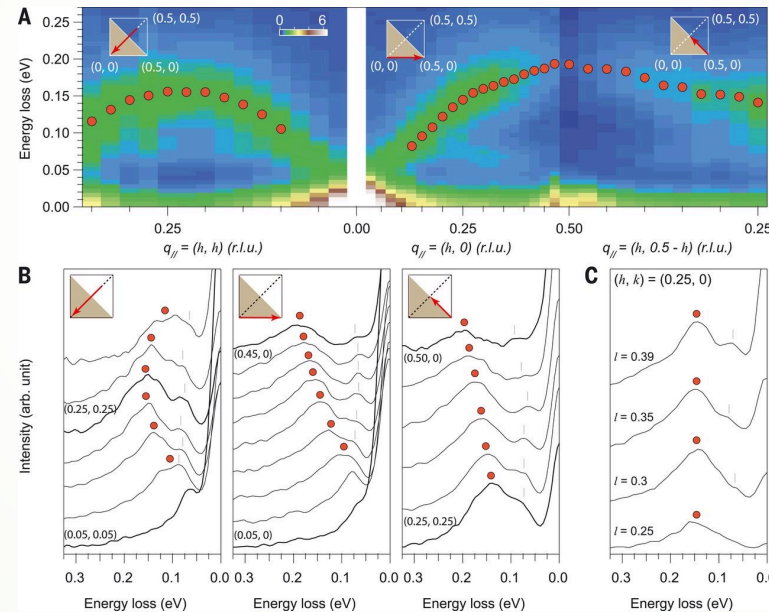 A
0.25
0.20
0.15
0.10
0.05
0.00
Energy loss (eV)
(0.5, 0.5)
(0, 0) (0.5, 0)
0 6
(0.5, 0.5)
(0, 0) (0.5, 0)
(0.5, 0.5)
(0, 0) (0.5, 0)
0.25 0.00 0.25 0.50 0.25
q// = (h, h) (r.l.u.) q// = (h, 0) (r.l.u.) q// = (h, 0.5 - h) (r.l.u.)
B
Intensity (arb. unit)
(0.25, 0.25)
(0.05, 0.05)
0.3 0.2 0.1 0.0
Energy loss (eV)
(0.45, 0)
(0.05, 0)
0.3 0.2 0.1 0.0
Energy loss (eV)
(0.50, 0)
(0.25, 0.25)
0.3 0.2 0.1 0.0
Energy loss (eV)
C
(h, k) = (0.25, 0)
l = 0.39
l = 0.35
l = 0.3
l = 0.25
0.3 0.2 0.1 0.0
Energy loss (eV)